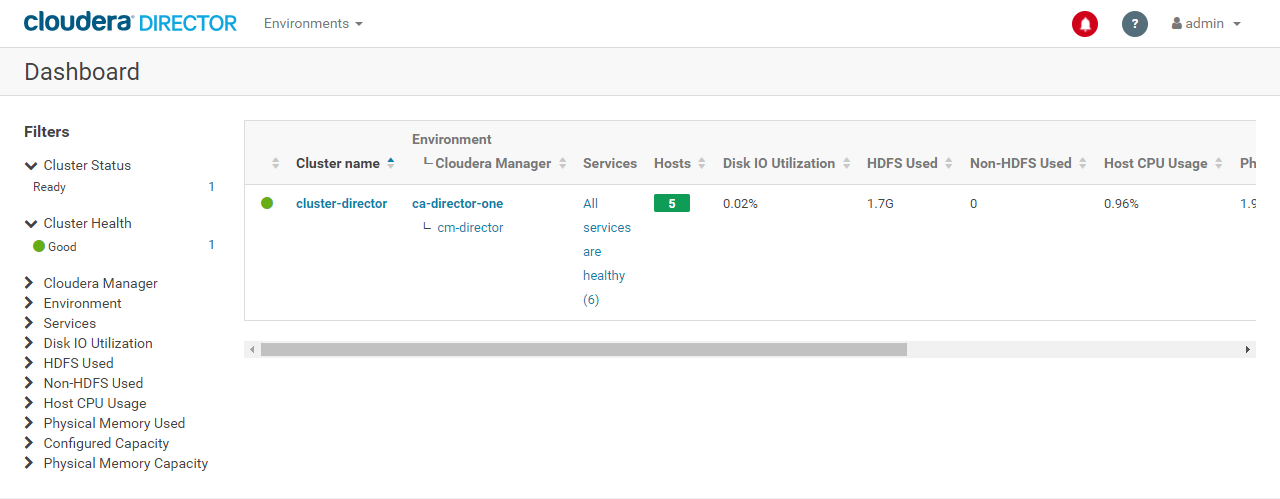 cloudera DIRECTOR
Environments
?
admin
Dashboard
Filters
Cluster Status
Ready 1
Cluster Health
Good 1
Cloudera Manager
Environment
Services
Disk IO Utilization
HDFS Used
Non-HDFS Used
Host CPU Usage
Physical Memory Used
Configured Capacity
Physical Memory Capacity
Environment
Cluster name Cloudera Manager Services Hosts Disk IO Utilization HDFS Used Non-HDFS Used Host CPU Usage Ph
cluster-director ca-director-one All 5 0.02% 1.7G 0 0.96% 1.9
cm-director services
are
healthy
(6)